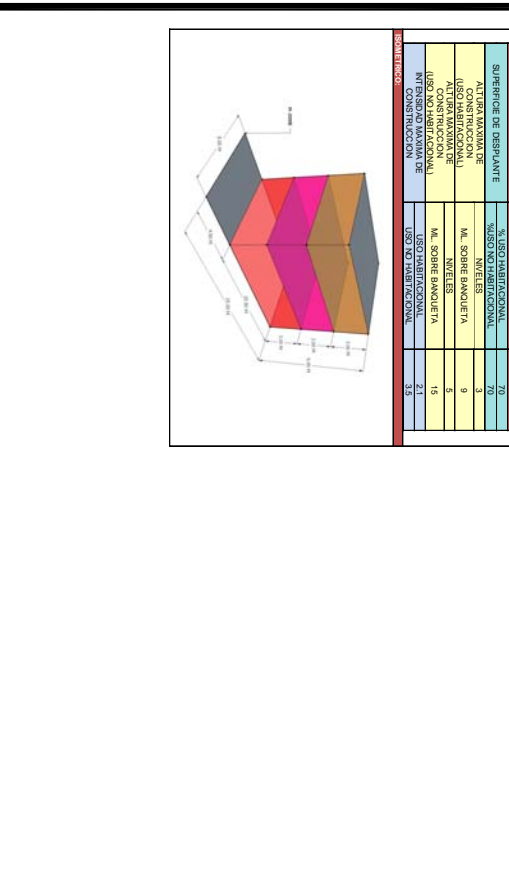 % USO HABITACIONAL 70
SUPERFICIE DE DESPLANTE
%USO NO HABITACIONAL 70
ALTURA MAXIMA DE
CONSTRUCCION
(USO HABITACIONAL)
NIVELES 3
ML. SOBRE BANQUETA 9
ALTURA MAXIMA DE
CONSTRUCCION
(USO NO HABITACIONAL)
NIVELES 5
ML. SOBRE BANQUETA 15
INTENSIDAD MAXIMA DE
CONSTRUCCION
USO HABITACIONAL 2.1
USO NO HABITACIONAL 3.5
ISOMETRICO: